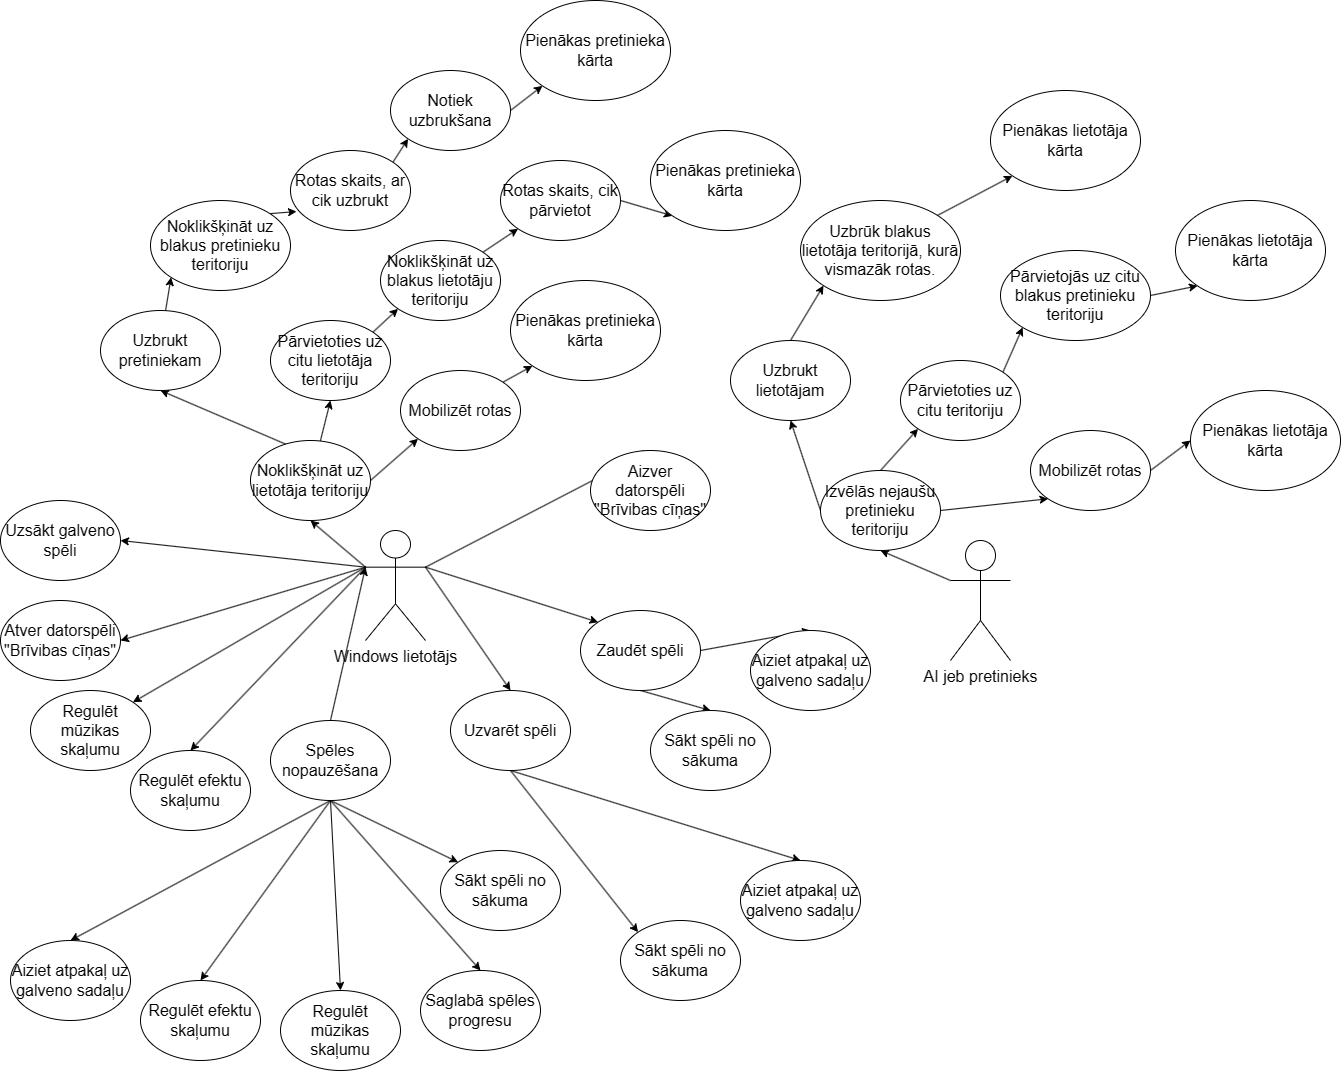 Pienākas pretinieka
kārta
Notiek
uzbrukšana
Rotas skaits, ar
cik uzbrukt
Noklikšķināt uz
blakus pretinieku
teritoriju
Uzbrukt
pretiniekam
Pienākas pretinieka
kārta
Rotas skaits, cik
pārvietot
Noklikšķināt uz
blakus lietotāju
teritoriju
Pārvietoties uz
citu lietotāja
teritoriju
Pienākas pretinieka
kārta
Mobilizēt rotas
Noklikšķināt uz
lietotāja teritoriju
Pienākas lietotāja
kārta
Uzbrūk blakus
lietotāja teritorijā, kurā
vismazāk rotas.
Uzbrukt
lietotājam
Pienākas lietotāja
kārta
Pārvietojās uz citu
blakus pretinieku
teritoriju
Pārvietoties uz
citu teritoriju
Pienākas lietotāja
kārta
Mobilizēt rotas
Izvēlās nejaušu
pretinieku
teritoriju
AI jeb pretinieks
Aizver
datorspēli
"Brīvibas cīņas"
Uzsākt galveno
spēli
Atver datorspēli
"Brīvibas cīņas"
Windows lietotājs
Regulēt
mūzikas
skaļumu
Regulēt efektu
skaļumu
Spēles
nopauzēšana
Uzvarēt spēli
Zaudēt spēli
Aiziet atpakaļ uz
galveno sadaļu
Sākt spēli no
sākuma
Sākt spēli no
sākuma
Aiziet atpakaļ uz
galveno sadaļu
Sākt spēli no
sākuma
Aiziet atpakaļ uz
galveno sadaļu
Regulēt efektu
skaļumu
Regulēt
mūzikas
skaļumu
Saglabā spēles
progresu